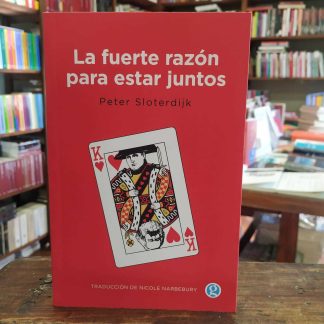 La fuerte razón
para estar juntos
Peter Sloterdijk
K
K
TRADUCCIÓN DE NICOLE NARBEBURY
g